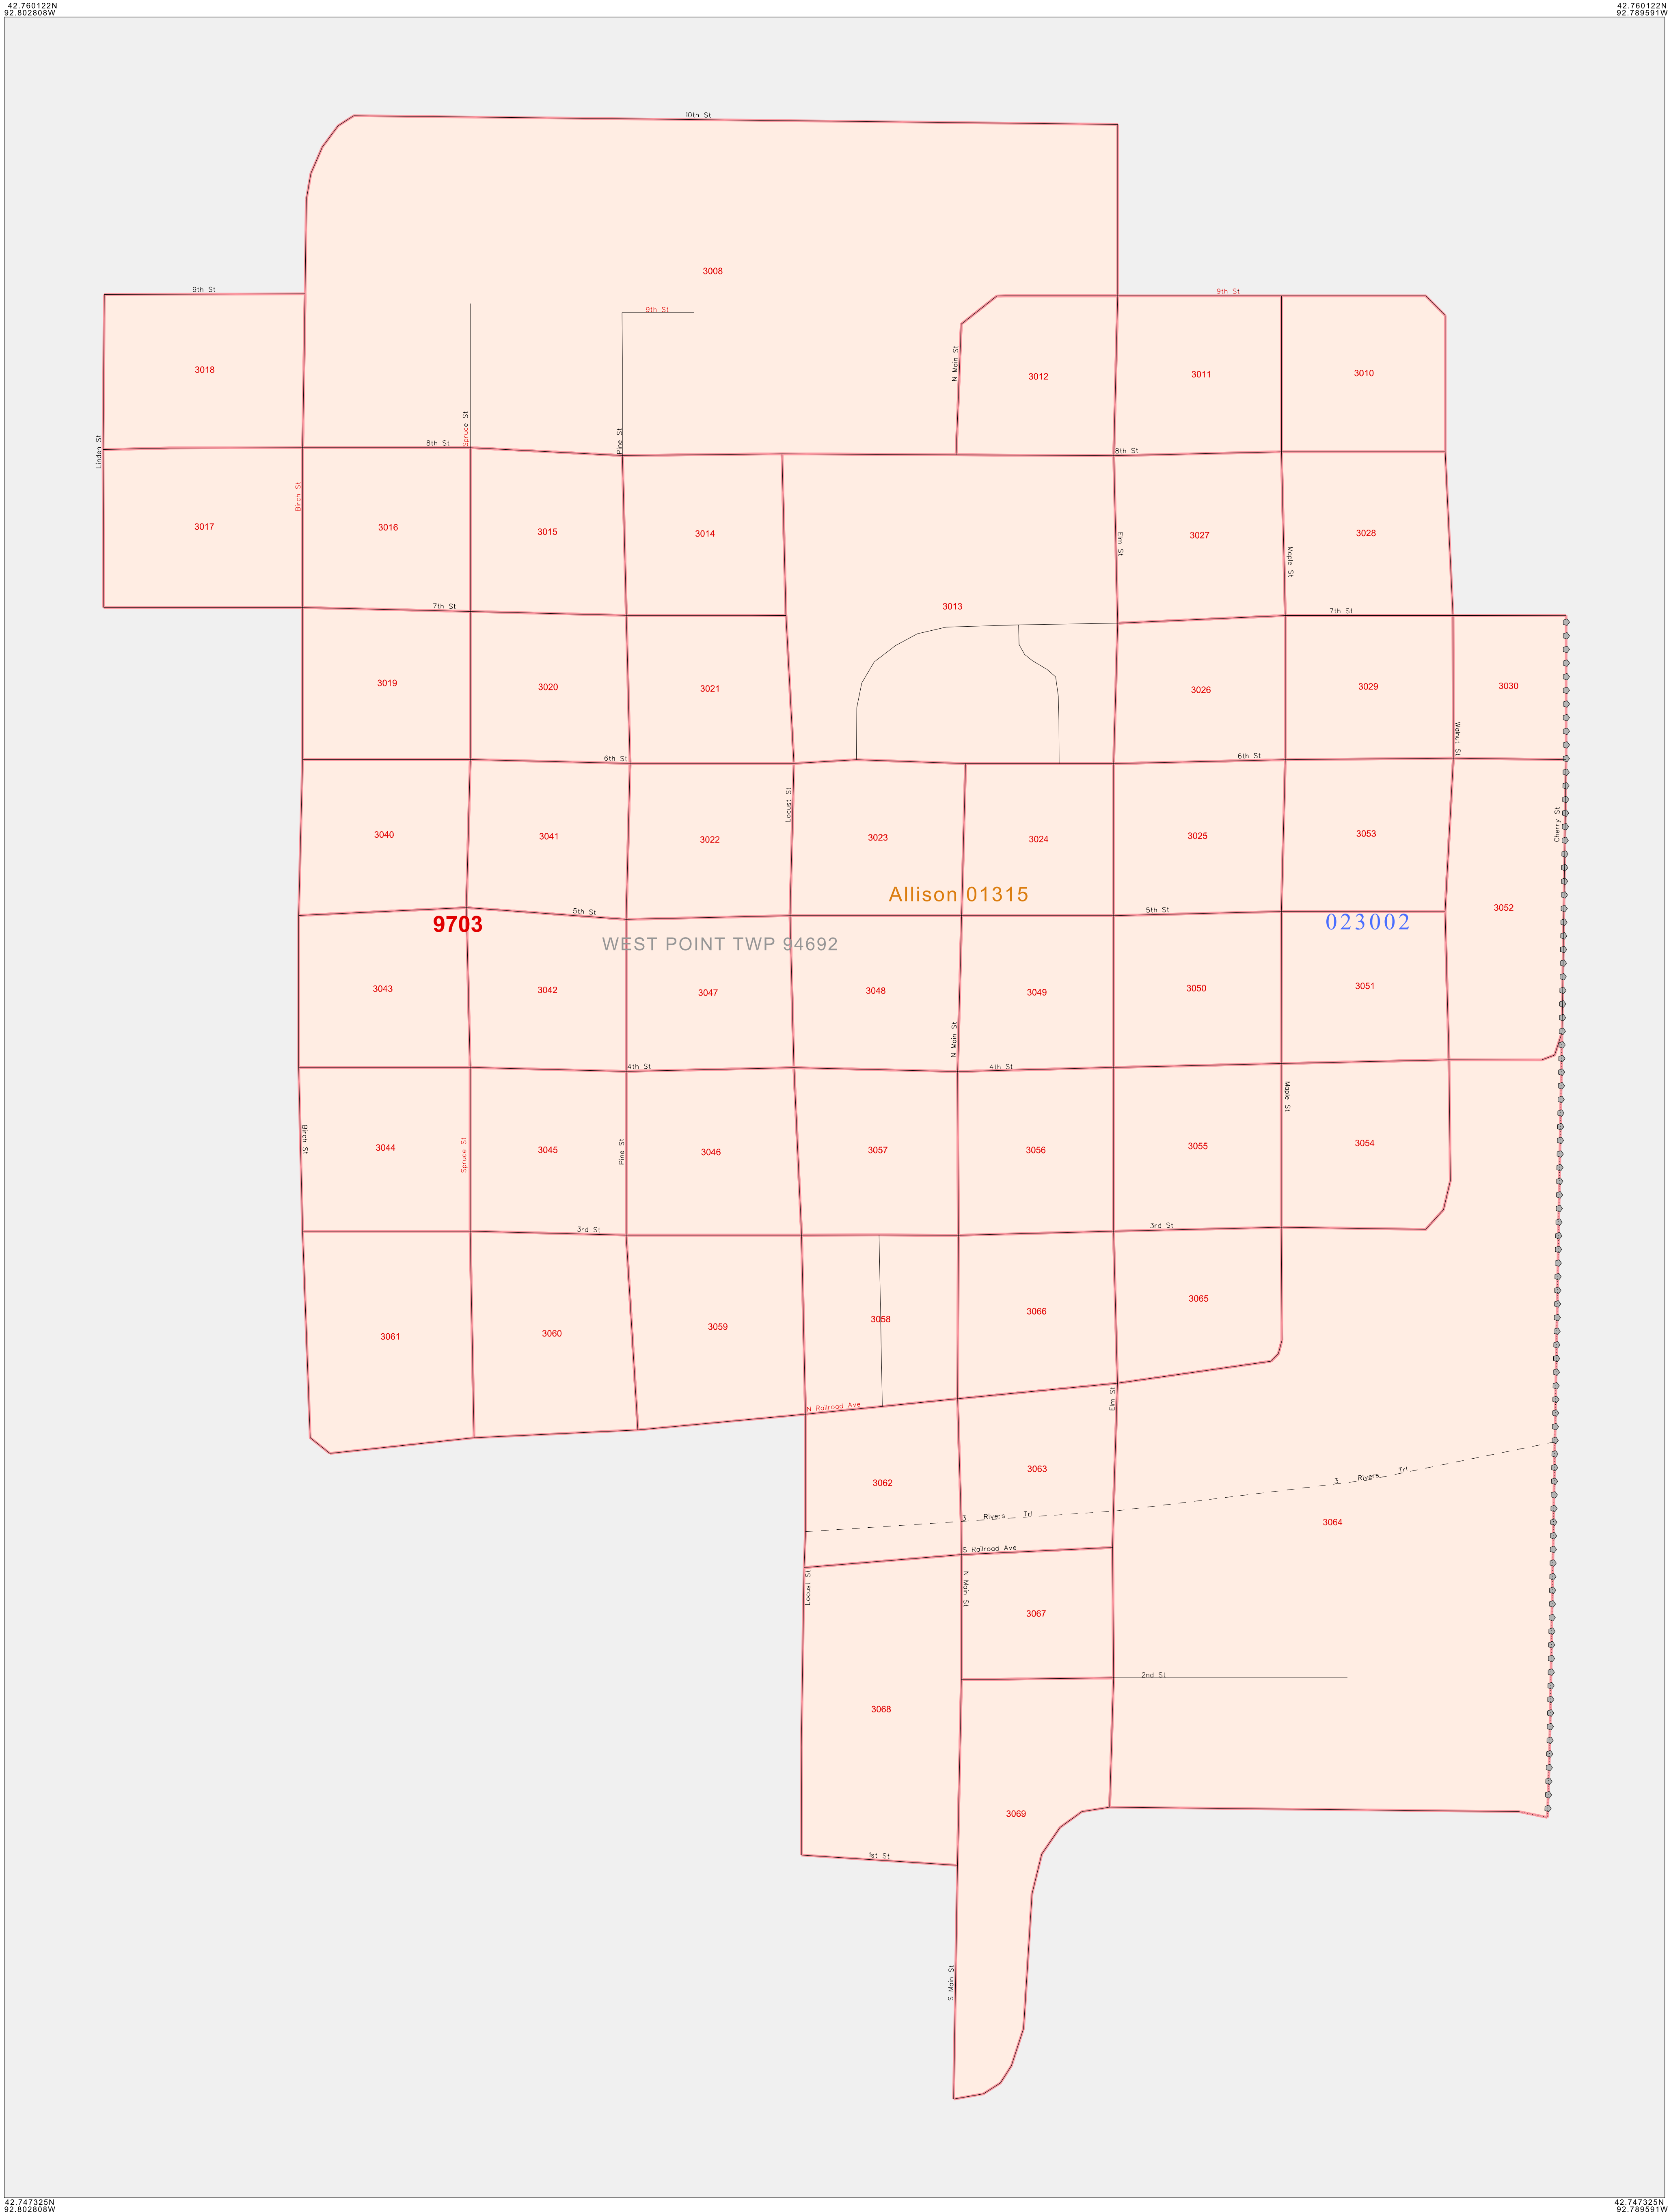 42.760122N
92.802808W
42.760122N
92.789591W
10th St
3008
9th St
9th St
9th St
3018
N Main St
3012
3011
3010
Linden St
8th St
Spruce St
Pine St
8th St
Birch St
3017
3016
3015
3014
3013
Elm St
3027
Maple St
3028
7th St
7th St
3019
3020
3021
3026
3029
3030
Walnut St
6th St
6th St
Locust St
Cherry St
3040
3041
3022
3023
3024
3025
3053
Allison 01315
3052
5th St
5th St
9703
023002
WEST POINT TWP 94692
3043
3042
3047
3048
3049
3050
3051
N Main St
4th St
4th St
Maple St
Birch St
3044
Spruce St
3045
Pine St
3046
3057
3056
3055
3054
3rd St
3rd St
3061
3060
3059
3058
3066
3065
N Railroad Ave
Elm St
3062
3063
3 Rivers Trl
3 Rivers Trl
3064
S Railroad Ave
Locust St
N Main St
3067
2nd St
3068
3069
1st St
S Main St
42.747325N
92.802808W
42.747325N
92.789591W